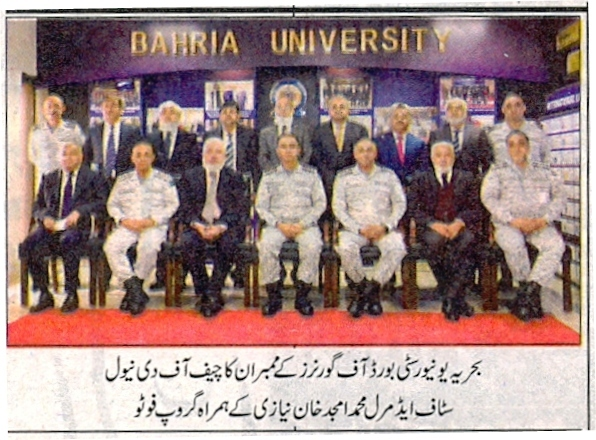 BAHRIA UNIVERSITY
بحریہ یونیورسٹی بورڈ آف گورنرز کے ممبران کا چیف آف دی نیول
سٹاف ایڈمرل محمد امجد خان نیازی کے ہمراہ گروپ فوٹو